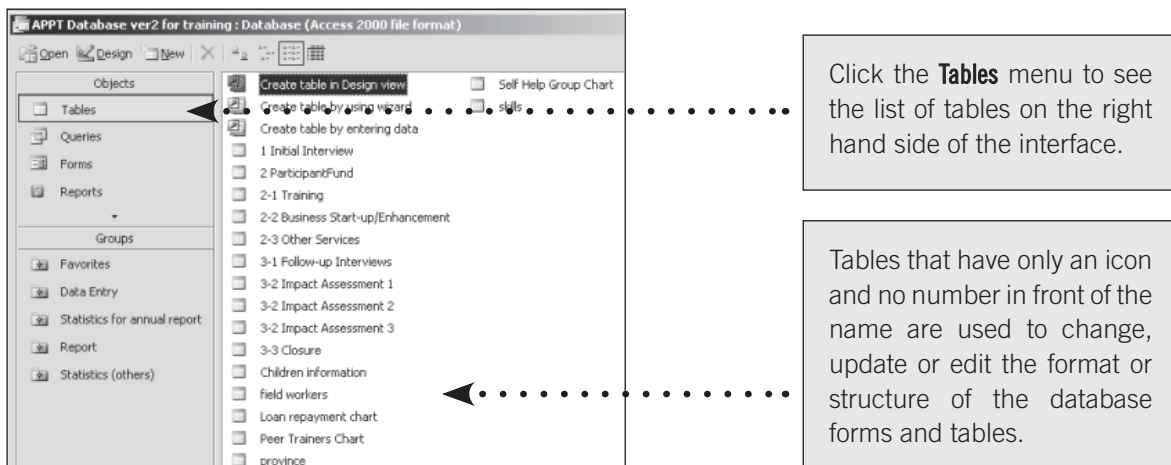 APPT Database ver2 for training : Database (Access 2000 file format)
Open Design New
Objects
Tables
Queries
Forms
Reports
Groups
Favorites
Data Entry
Statistics for annual report
Report
Statistics (others)
Create table in Design view
Create table by using wizard
Create table by entering data
1 Initial Interview
2 ParticipantFund
2-1 Training
2-2 Business Start-up/Enhancement
2-3 Other Services
3-1 Follow-up Interviews
3-2 Impact Assessment 1
3-2 Impact Assessment 2
3-2 Impact Assessment 3
3-3 Closure
Children information
field workers
Loan repayment chart
Peer Trainers Chart
province
Self Help Group Chart
skills
Click the Tables menu to see
the list of tables on the right
hand side of the interface.
Tables that have only an icon
and no number in front of the
name are used to change,
update or edit the format or
structure of the database
forms and tables.